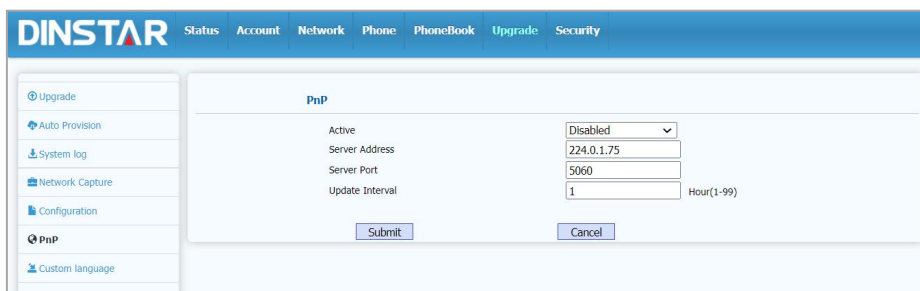 DINSTAR Status Account Network Phone PhoneBook Upgrade Security
Upgrade
Auto Provision
System log
Network Capture
Configuration
PnP
Custom language
PnP
Active Disabled
Server Address 224.0.1.75
Server Port 5060
Update Interval 1 Hour(1-99)
Submit Cancel